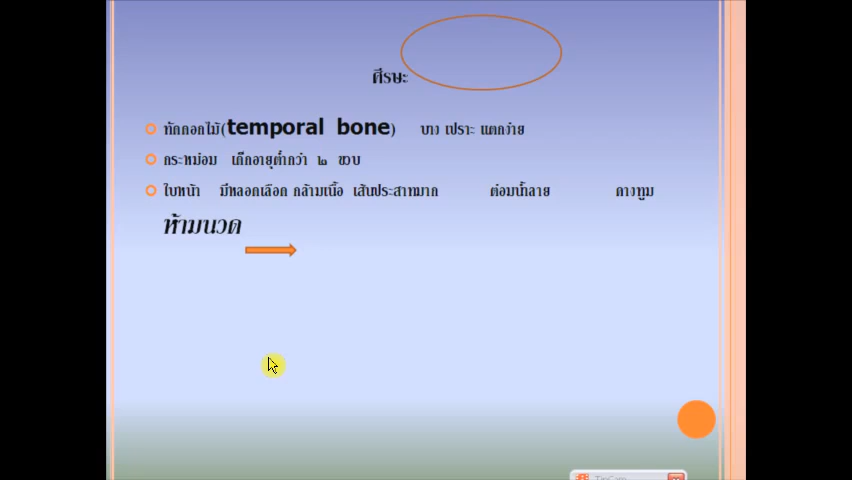 ศีรษะ
ทัดดอกไม้(temporal bone) บาง เปราะ แตกง่าย
กระหม่อม เด็กอายุต่ำกว่า ๒ ขวบ
ใบหน้า มีหลอดเลือด กล้ามเนื้อ เส้นประสาทมาก ต่อมน้ำลาย คางทูม
ห้ามนวด